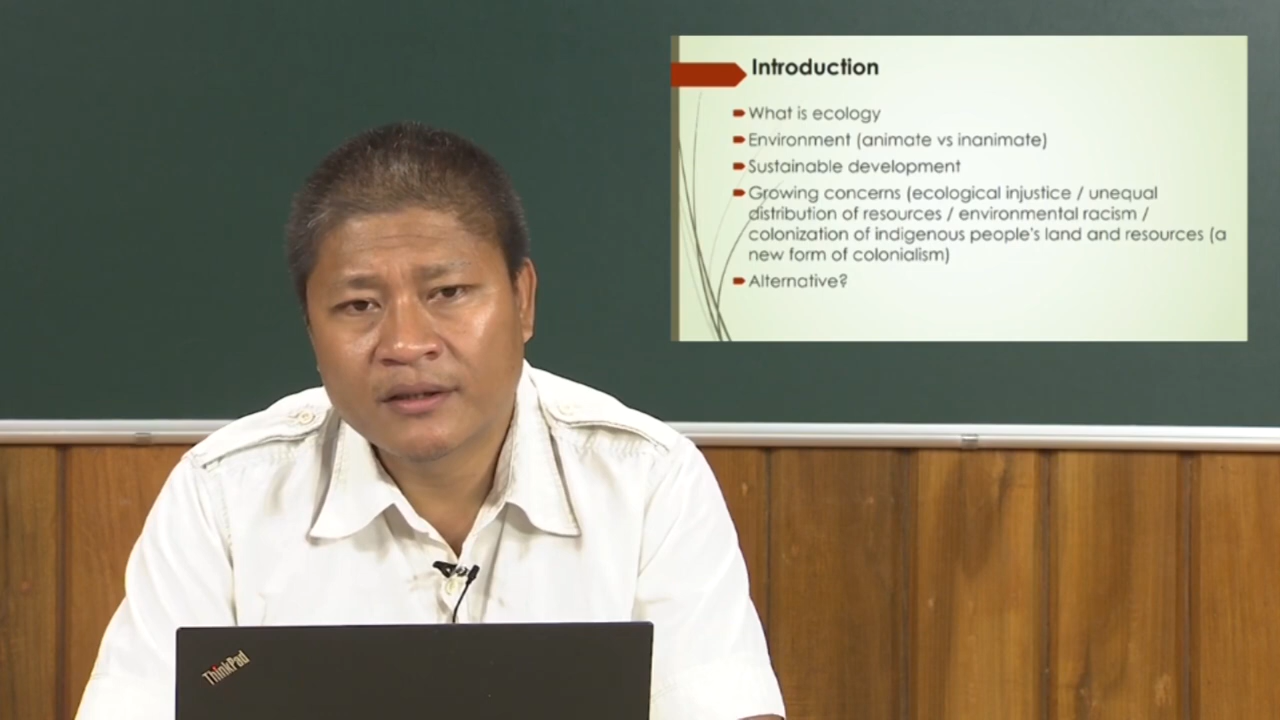 Introduction
What is ecology
Environment (animate vs inanimate)
Sustainable development
Growing concerns (ecological injustice / unequal
distribution of resources / environmental racism /
colonization of indigenous people's land and resources (a
new form of colonialism)
Alternative?
ThinkPad